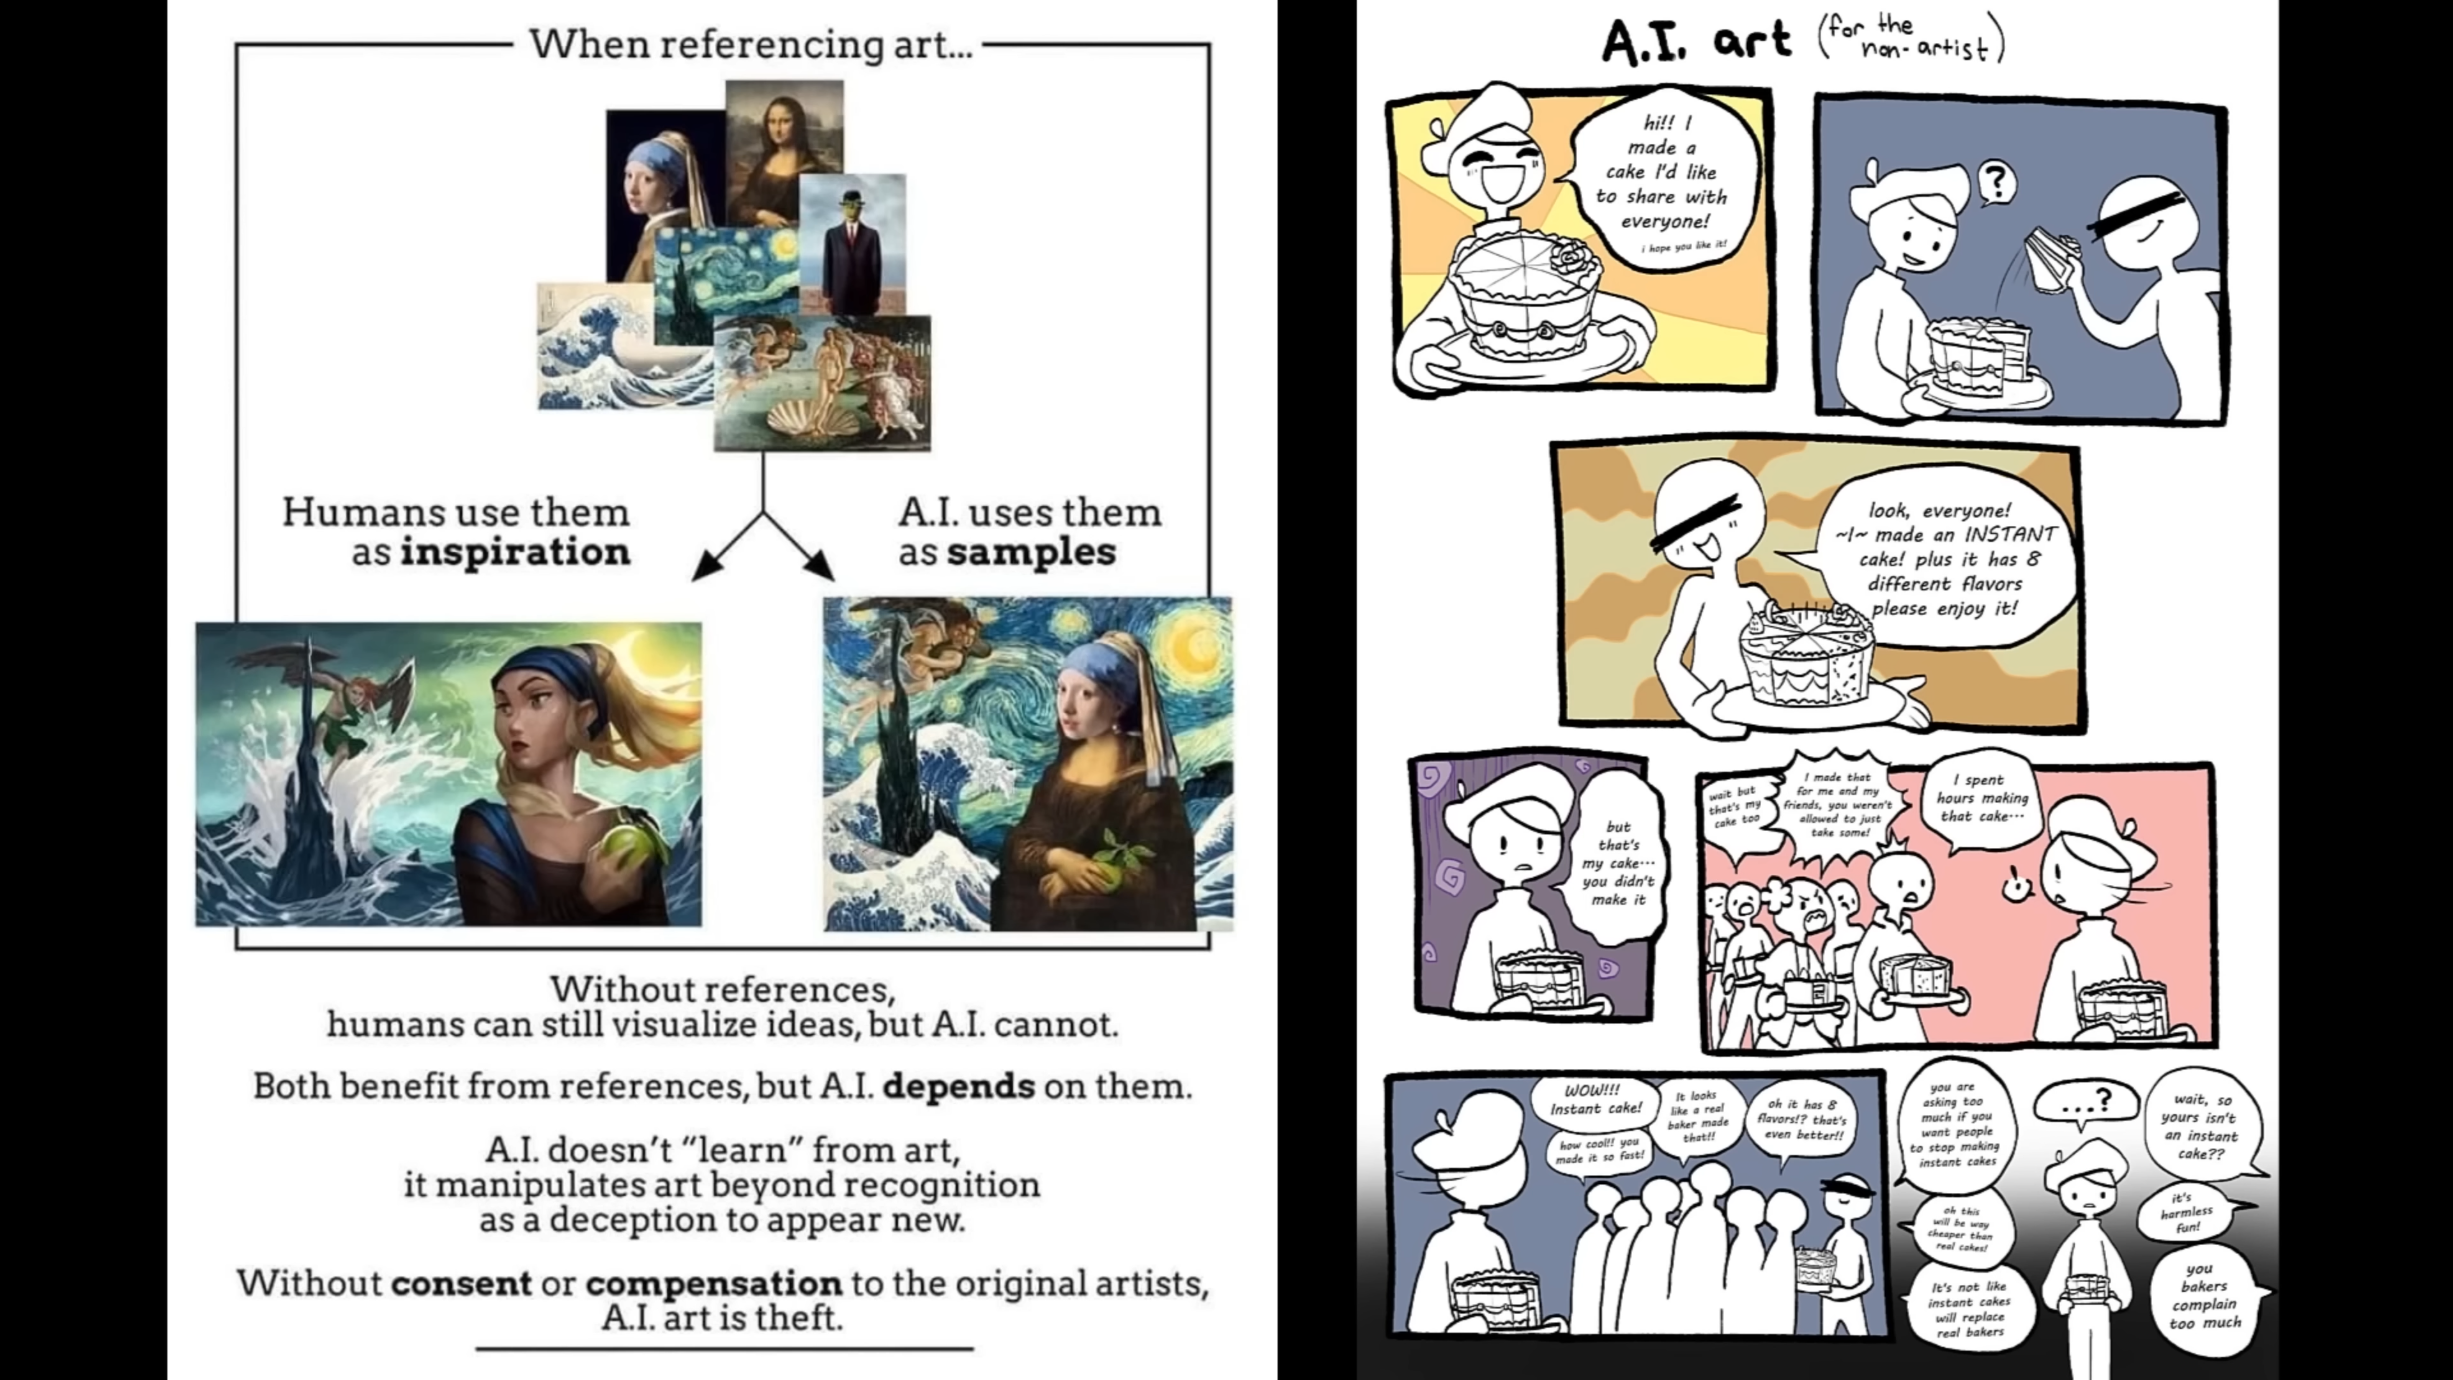 When referencing art...
Humans use them
as inspiration
A.I. uses them
as samples
Without references,
humans can still visualize ideas, but A.I. cannot.
Both benefit from references, but A.I. depends on them.
A.I. doesn't “learn” from art,
it manipulates art beyond recognition
as a deception to appear new.
Without consent or compensation to the original artists,
A.I. art is theft.
A.I. art (for the
non-artist)
hi!! I
made a
cake I'd like
to share with
everyone!
i hope you like it!
?
look, everyone!
~I~ made an INSTANT
cake! plus it has 8
different flavors
please enjoy it!
but
that's
my cake...
you didn't
make it
wait but
that's my
cake too
I made that
for me and my
friends, you weren't
allowed to just
take some!
I spent
hours making
that cake...
WOW!!!
Instant cake!
how cool!! you
made it so fast!
It looks
like a real
baker made
that!!
oh it has 8
flavors!? that's
even better!!
you are
asking too
much if you
want people
to stop making
instant cakes
oh this
will be way
cheaper than
real cakes!
It's not like
instant cakes
will replace
real bakers
...?
wait, so
yours isn't
an instant
cake??
it's
harmless
fun!
you
bakers
complain
too much